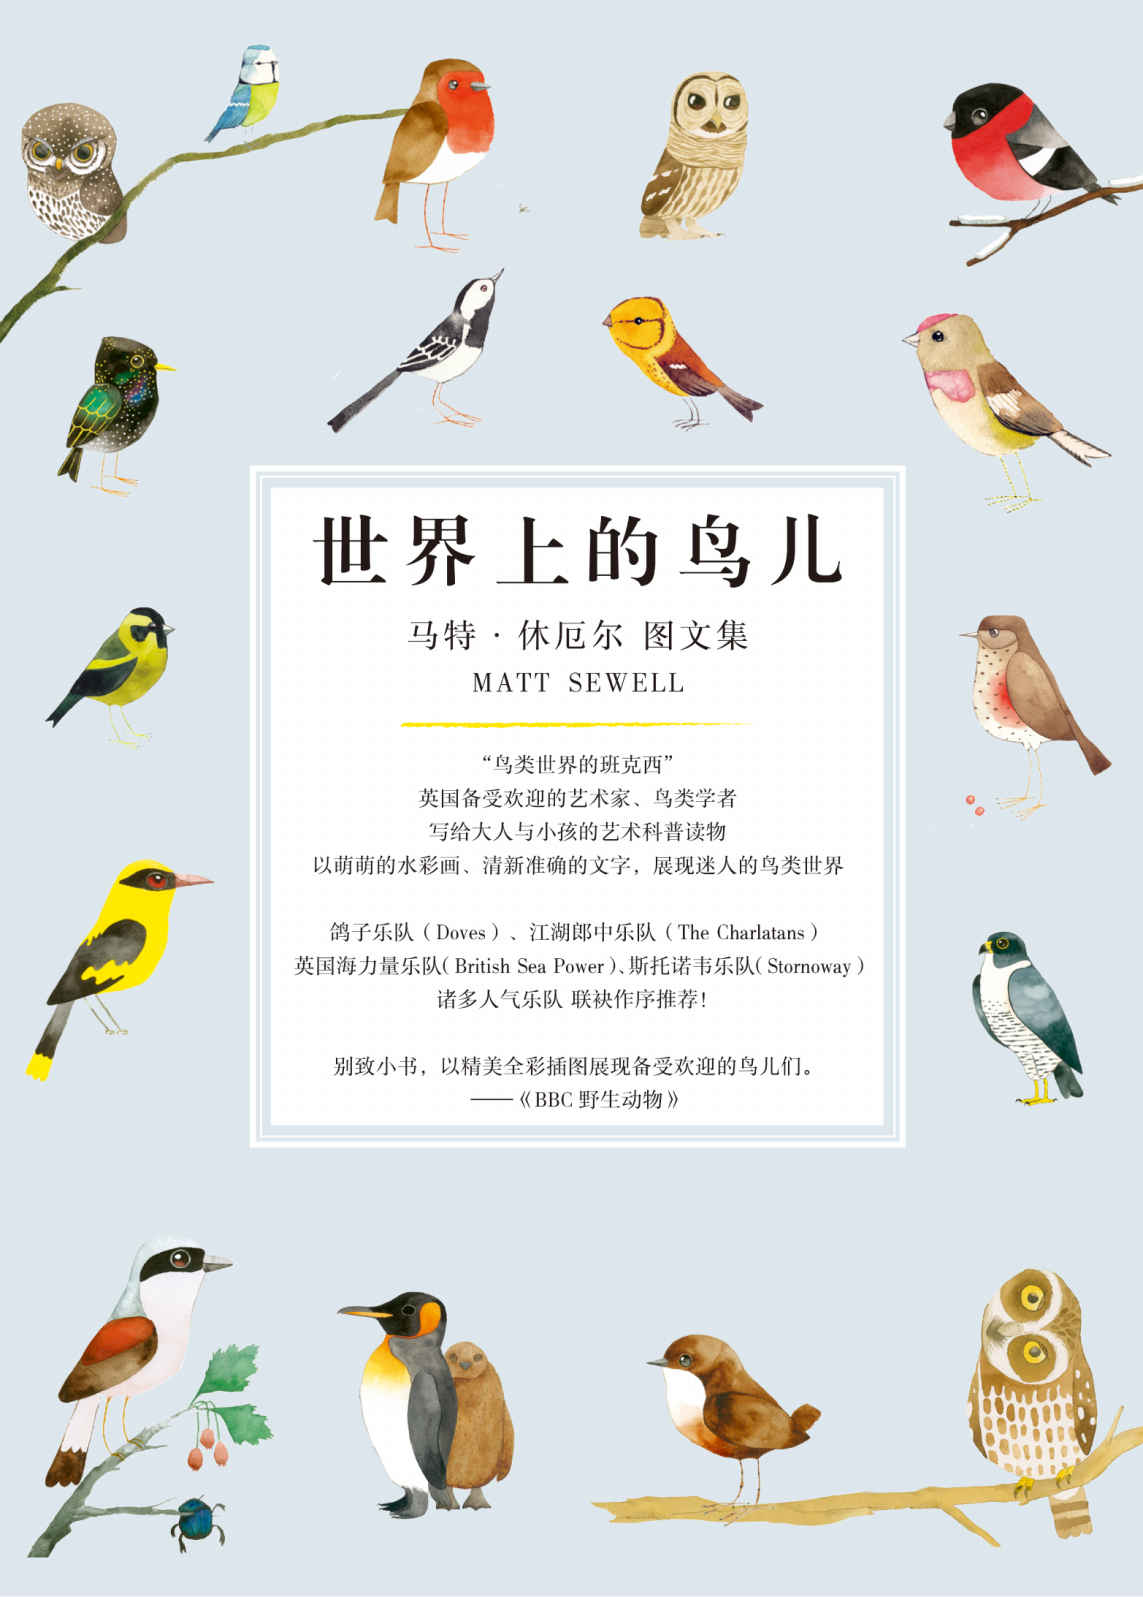 世界上的鸟儿
马特·休厄尔 图文集
MATT SEWELL
“鸟类世界的班克西”
英国备受欢迎的艺术家、鸟类学者
写给大人与小孩的艺术科普读物
以萌萌的水彩画、清新准确的文字，展现迷人的鸟类世界
鸽子乐队（Doves）、江湖郎中乐队（The Charlatans）
英国海力量乐队（British Sea Power）、斯托诺韦乐队（Stornoway）
诸多人气乐队 联袂作序推荐！
别致小书，以精美全彩插图展现备受欢迎的鸟儿们。
——《BBC 野生动物》